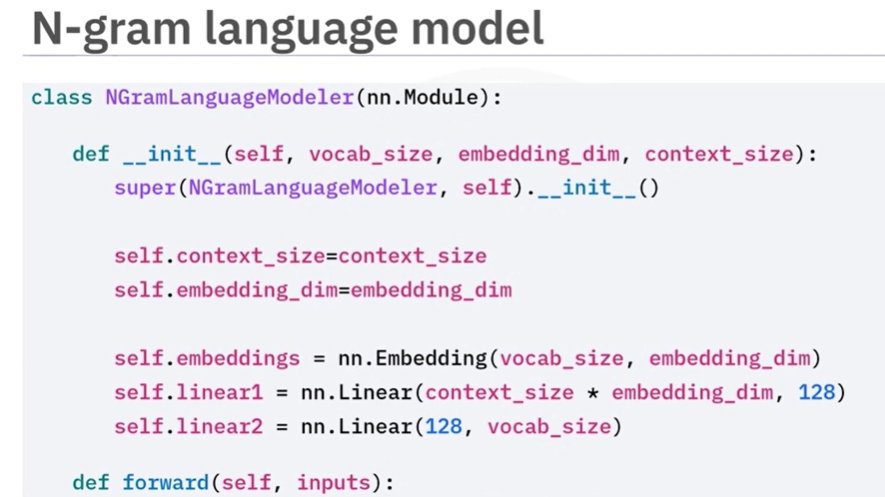 N-gram language model
class NGramLanguageModeler(nn.Module):
def __init__(self, vocab_size, embedding_dim, context_size):
super(NGramLanguageModeler, self).__init__()
self.context_size=context_size
self.embedding_dim=embedding_dim
self.embeddings = nn.Embedding(vocab_size, embedding_dim)
self.linear1 = nn.Linear(context_size * embedding_dim, 128)
self.linear2 = nn.Linear(128, vocab_size)
def forward(self, inputs):